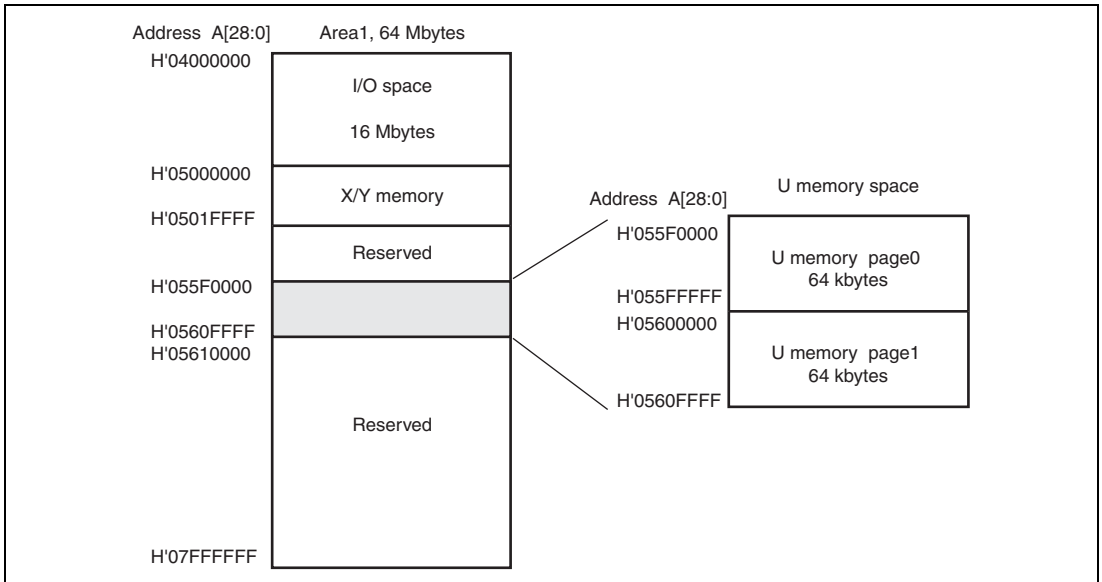 Address A[28:0]
Area1, 64 Mbytes
H'04000000
I/O space
16 Mbytes
H'05000000
X/Y memory
H'0501FFFF
Reserved
H'055F0000
H'0560FFFF
H'05610000
Reserved
H'07FFFFFF
Address A[28:0]
U memory space
H'055F0000
U memory page0
64 kbytes
H'055FFFFF
H'05600000
U memory page1
64 kbytes
H'0560FFFF